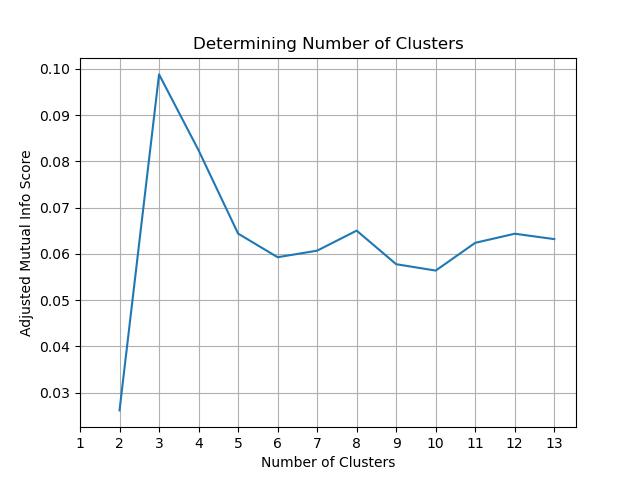 Determining Number of Clusters
Adjusted Mutual Info Score
0.10
0.09
0.08
0.07
0.06
0.05
0.04
0.03
1 2 3 4 5 6 7 8 9 10 11 12 13
Number of Clusters